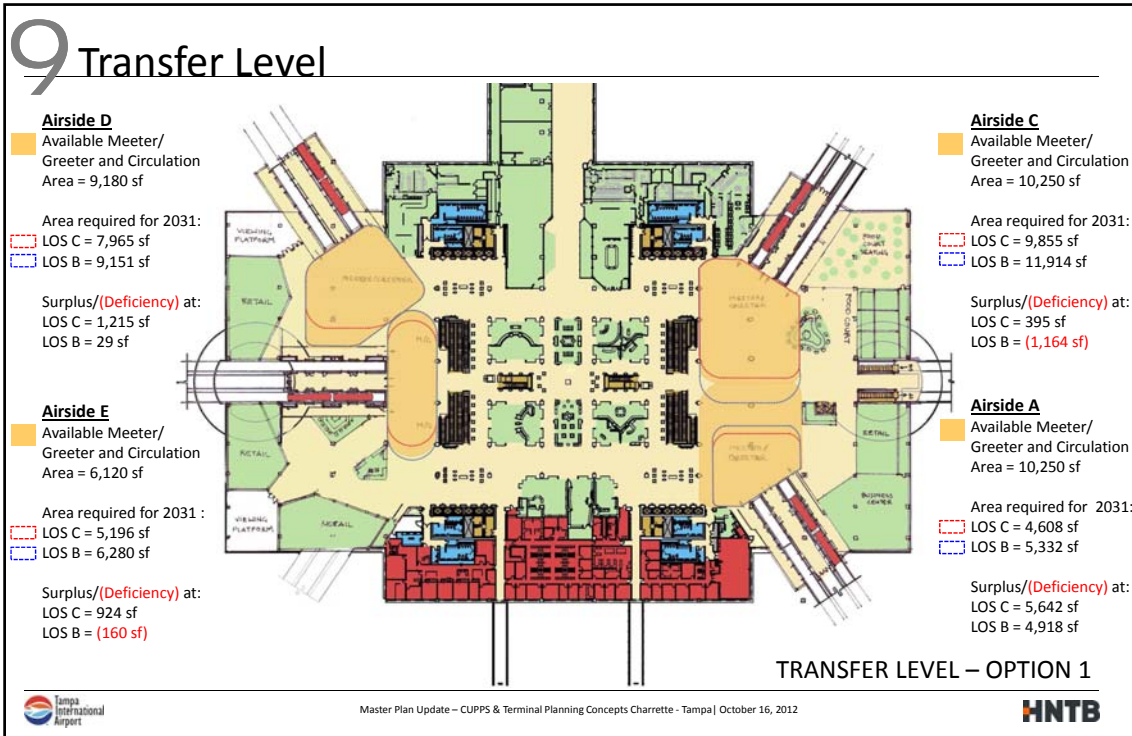 9 Transfer Level
Airside D
Available Meeter/
Greeter and Circulation
Area = 9,180 sf
Area required for 2031:
LOS C = 7,965 sf
LOS B = 9,151 sf
Surplus/(Deficiency) at:
LOS C = 1,215 sf
LOS B = 29 sf
Airside E
Available Meeter/
Greeter and Circulation
Area = 6,120 sf
Area required for 2031 :
LOS C = 5,196 sf
LOS B = 6,280 sf
Surplus/(Deficiency) at:
LOS C = 924 sf
LOS B = (160 sf)
VIEWING
PLATFORM
RETAIL
RETAIL
VIEWING
PLATFORM
MEETER/GREETER
M/G
M/G
MEETER/
GREETER
MEETER/
GREETER
FOOD
COURT
SEATING
FOOD COURT
RETAIL
BUSINESS
CENTER
Airside C
Available Meeter/
Greeter and Circulation
Area = 10,250 sf
Area required for 2031:
LOS C = 9,855 sf
LOS B = 11,914 sf
Surplus/(Deficiency) at:
LOS C = 395 sf
LOS B = (1,164 sf)
Airside A
Available Meeter/
Greeter and Circulation
Area = 10,250 sf
Area required for  2031:
LOS C = 4,608 sf
LOS B = 5,332 sf
Surplus/(Deficiency) at:
LOS C = 5,642 sf
LOS B = 4,918 sf
TRANSFER LEVEL – OPTION 1
Tampa
International
Airport
Master Plan Update – CUPPS & Terminal Planning Concepts Charrette - Tampa| October 16, 2012
HNTB